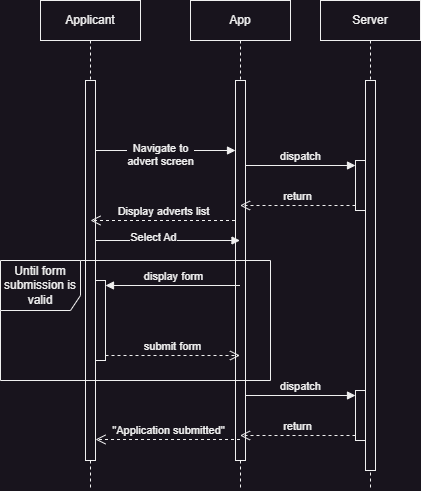 Applicant
App
Server
Navigate to
advert screen
dispatch
return
Display adverts list
Select Ad
Until form
submission is
valid
display form
submit form
dispatch
return
"Application submitted"